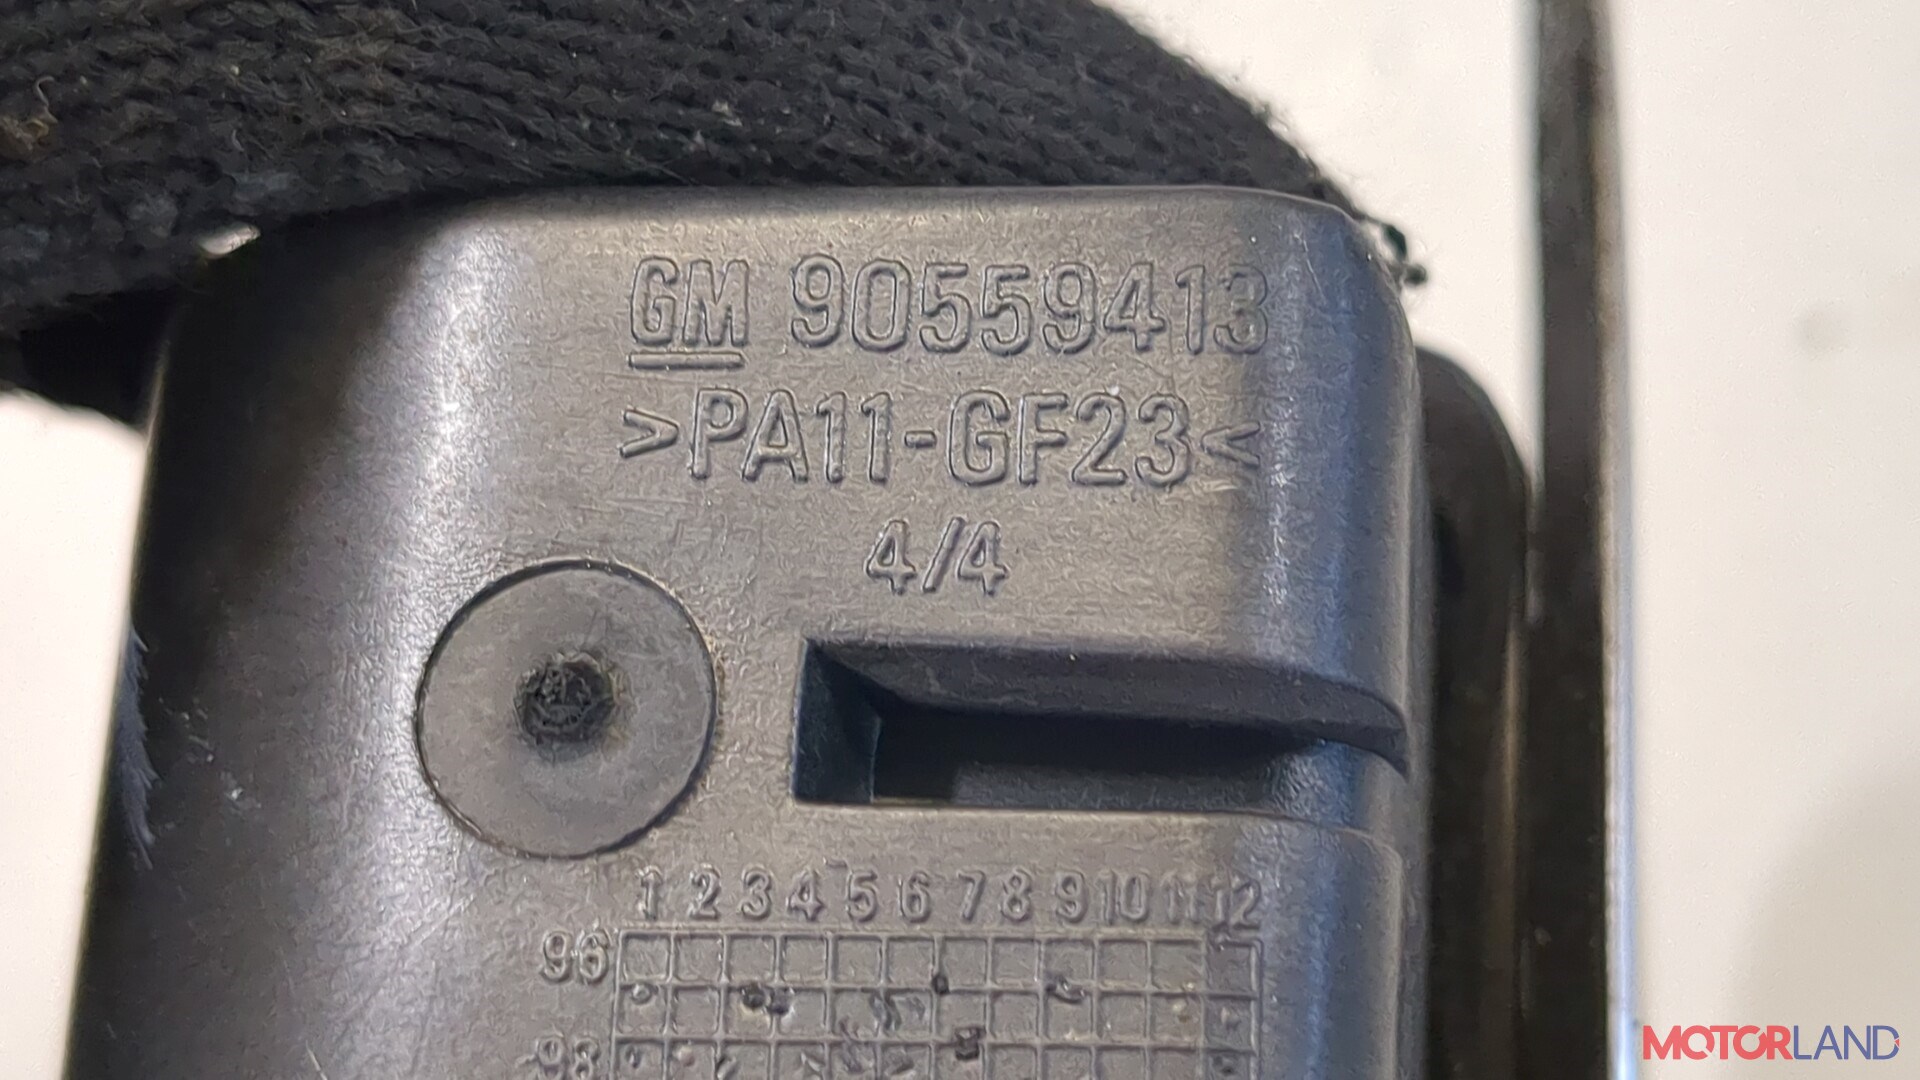 GM 90559413
>PA11-GF23<
4/4
1 2 3 4 5 6 7 8 9 10 11 12
96
98
MOTORLAND